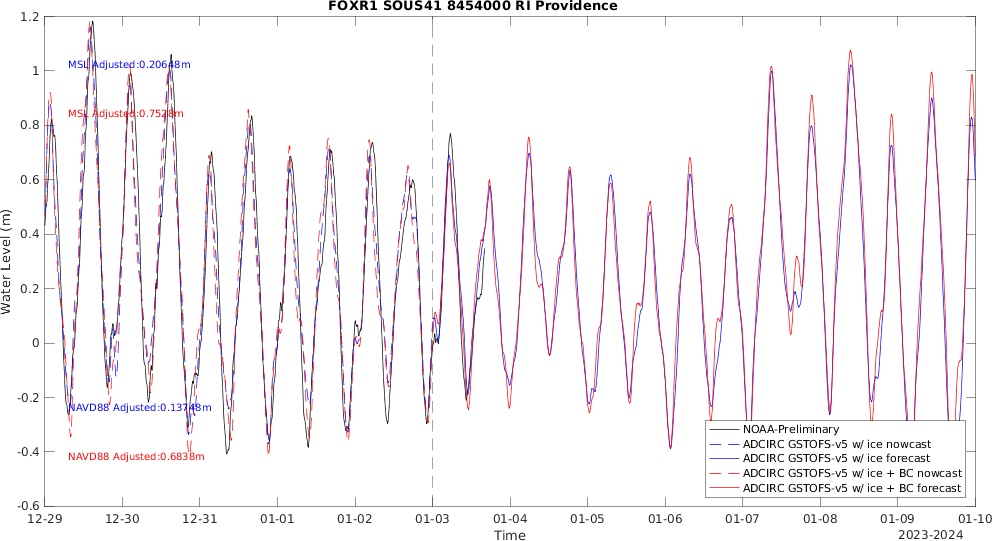 FOXR1 SOUS41 8454000 RI Providence
Water Level (m)
1.2
1
0.8
0.6
0.4
0.2
0
-0.2
-0.4
-0.6
MSL Adjusted:0.20648m
MSL Adjusted:0.7528m
NAVD88 Adjusted:0.13748m
NAVD88 Adjusted:0.6838m
NOAA-Preliminary
ADCIRC GSTOFS-v5 w/ ice nowcast
ADCIRC GSTOFS-v5 w/ ice forecast
ADCIRC GSTOFS-v5 w/ ice + BC nowcast
ADCIRC GSTOFS-v5 w/ ice + BC forecast
12-29 12-30 12-31 01-01 01-02 01-03 01-04 01-05 01-06 01-07 01-08 01-09 01-10
Time
2023-2024